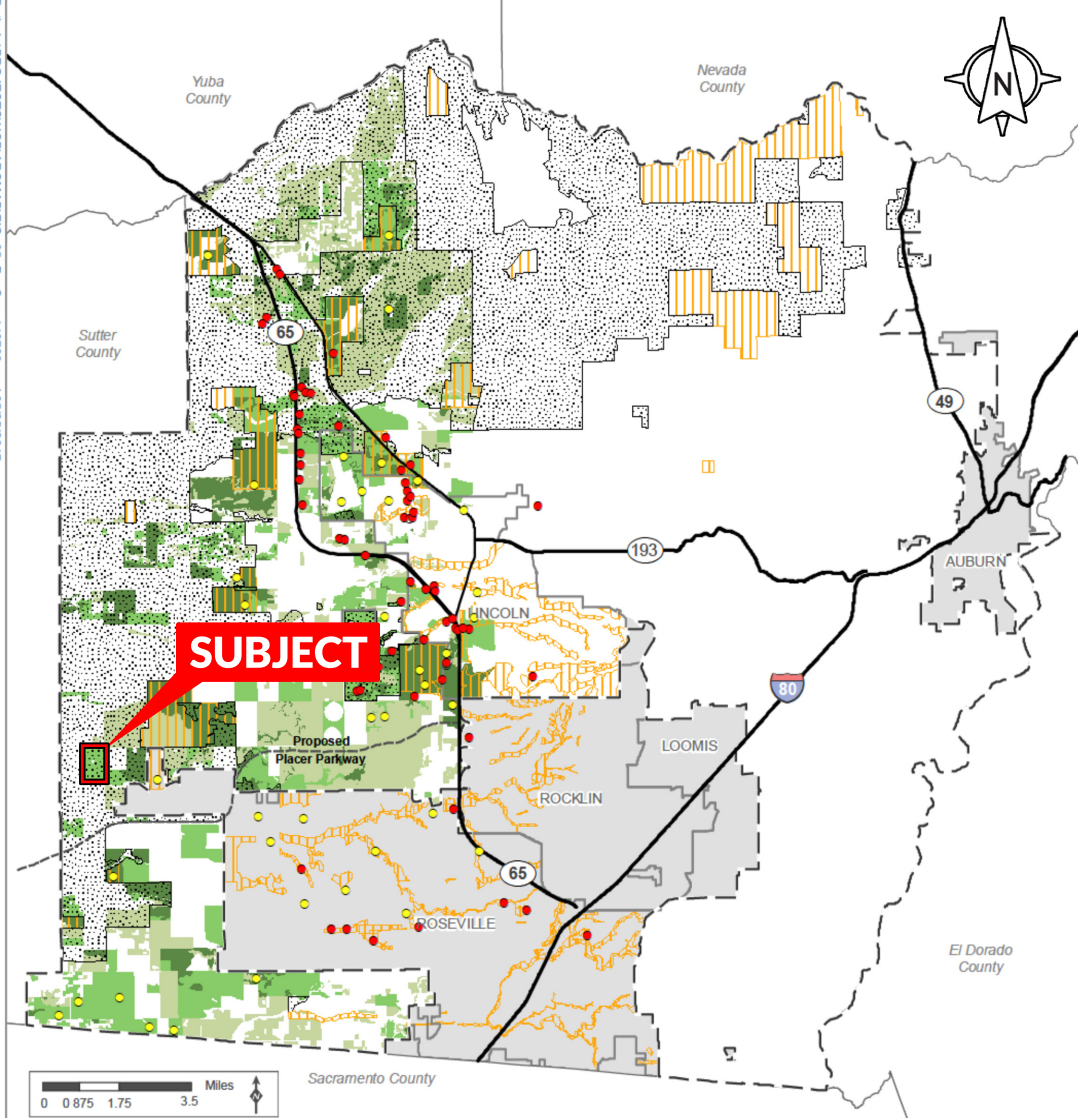 Yuba
County
Nevada
County
N
Sutter
County
65
49
193
AUBURN
SUBJECT
80
LOOMIS
Proposed
Placer Parkway
ROCKLIN
65
ROSEVILLE
El Dorado
County
Sacramento County
Miles
0 0.875 1.75 3.5
N